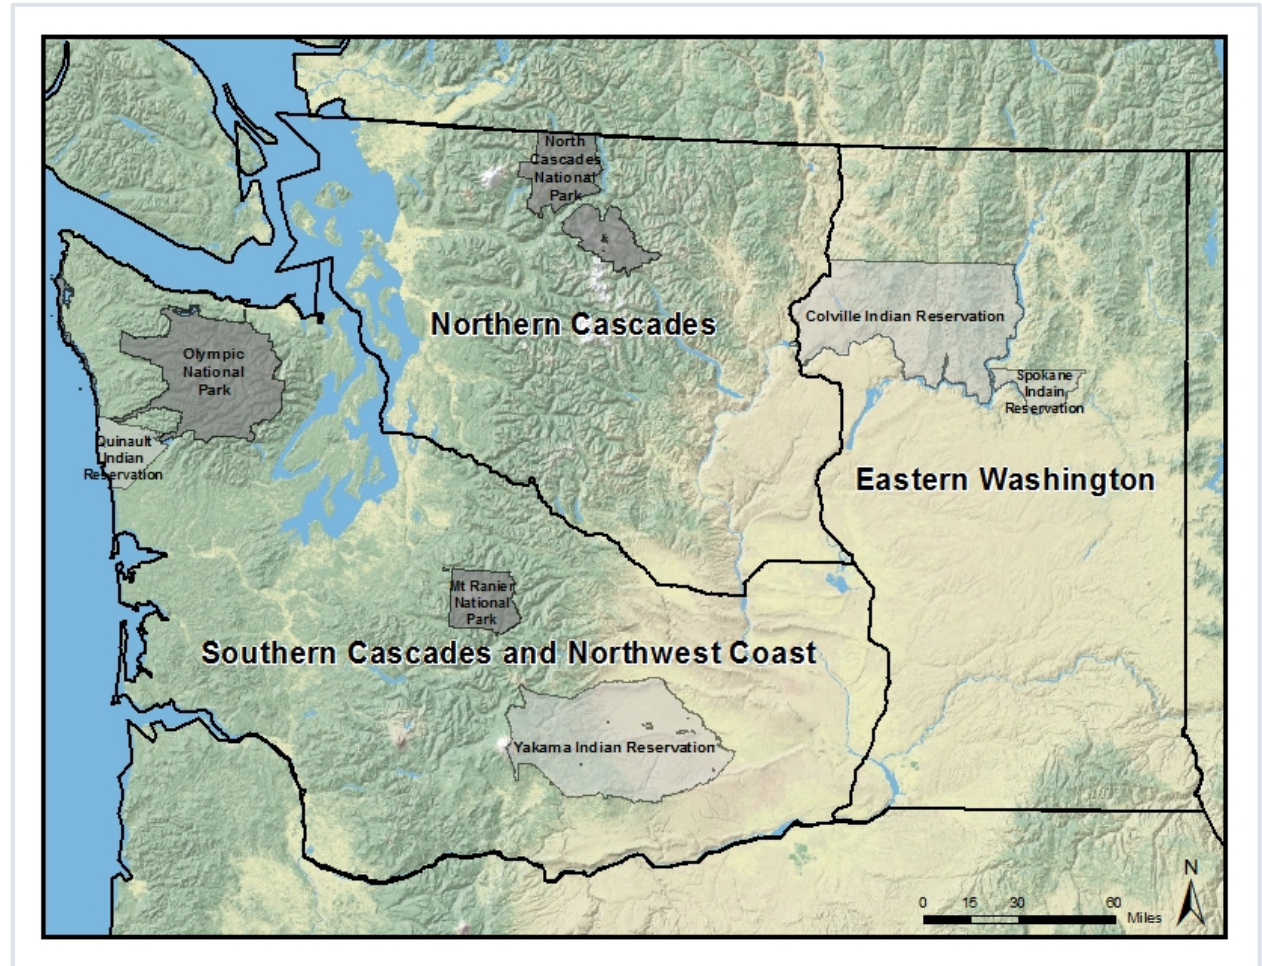 North
Cascades
National
Park
&
Northern Cascades
Colville Indian Reservation
Olympic
National
Park
Spokane
Indain
Reservation
Quinault
Indian
Reservation
Eastern Washington
Mt Ranier
National
Park
Southern Cascades and Northwest Coast
Yakama Indian Reservation
N
0 15 30 60
Miles